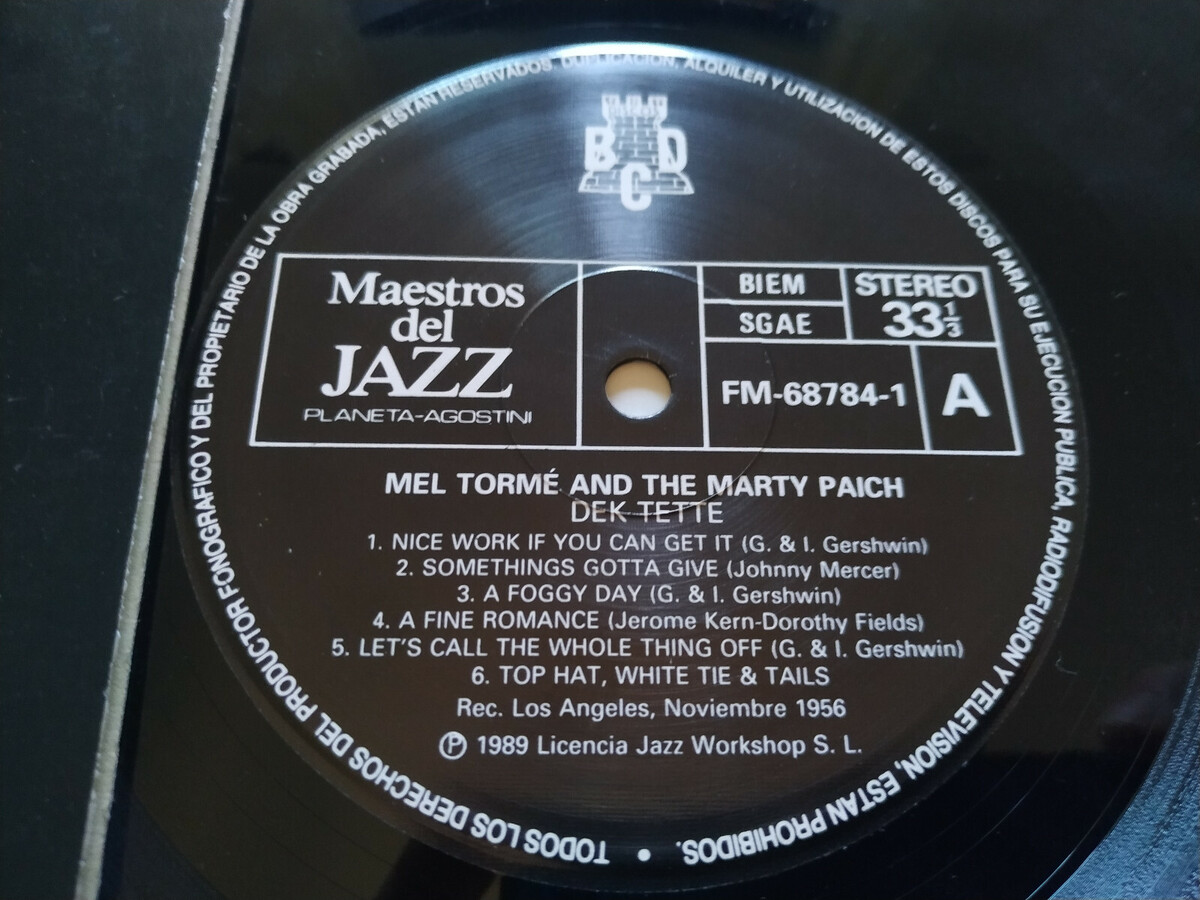 TODOS LOS DERECHOS DEL PRODUCTOR FONOGRAFICO Y DEL PROPIETARIO DE LA OBRA GRABADA, ESTAN RESERVADOS. DUPLICACION, ALQUILER Y UTILIZACION DE ESTOS DISCOS PARA SU EJECUCION PUBLICA, RADIODIFUSION Y TELEVISION, ESTAN PROHIBIDOS. •
B D
C
Maestros
del
JAZZ
PLANETA-AGOSTINI
BIEM
SGAE
STEREO
33 1/3
FM-68784-1
A
MEL TORMÉ AND THE MARTY PAICH
DEK TETTE
1. NICE WORK IF YOU CAN GET IT (G. & I. Gershwin)
2. SOMETHINGS GOTTA GIVE (Johnny Mercer)
3. A FOGGY DAY (G. & I. Gershwin)
4. A FINE ROMANCE (Jerome Kern-Dorothy Fields)
5. LET'S CALL THE WHOLE THING OFF (G. & I. Gershwin)
6. TOP HAT, WHITE TIE & TAILS
Rec. Los Angeles, Noviembre 1956
Ⓟ 1989 Licencia Jazz Workshop S. L.